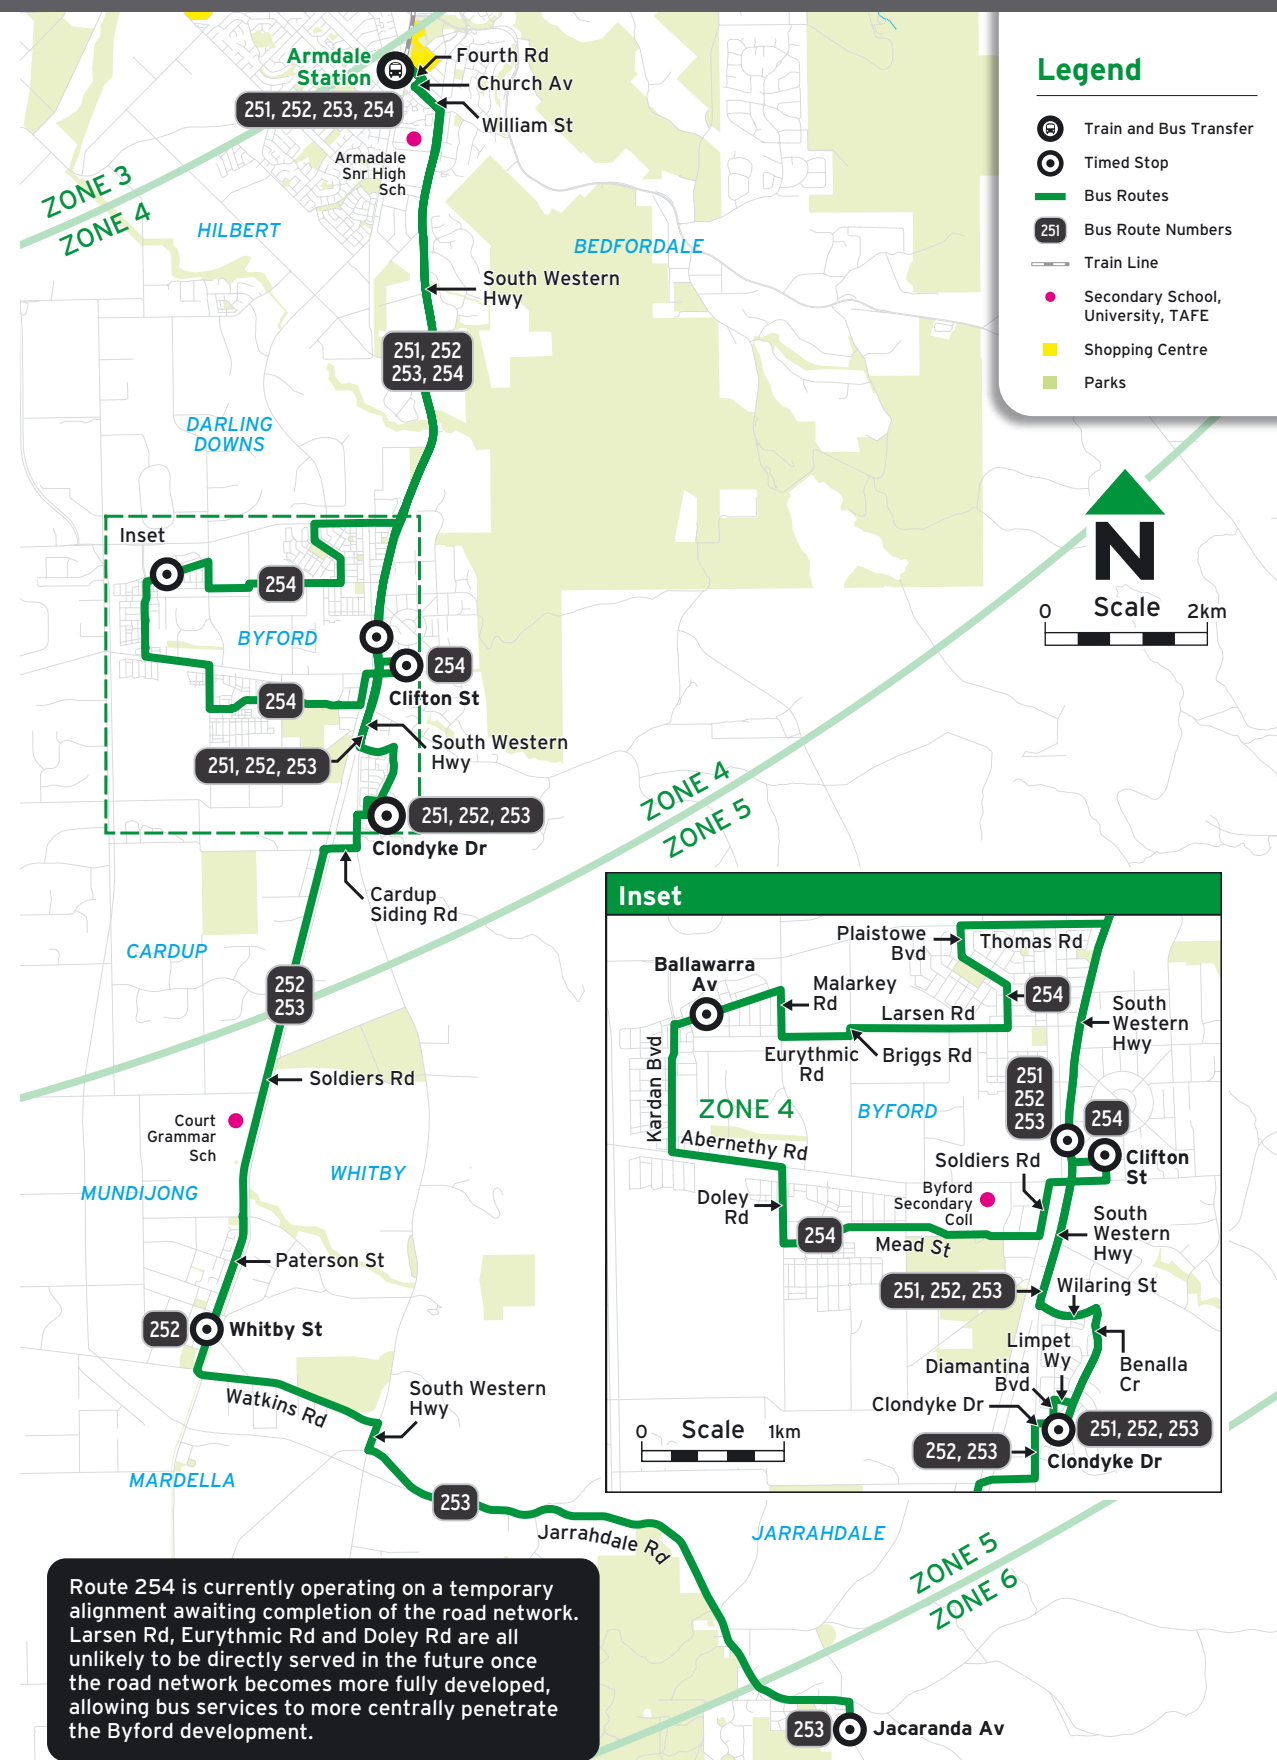 Armdale
Station
251, 252, 253, 254
Fourth Rd
Church Av
William St
Armadale
Snr High
Sch
ZONE 3
ZONE 4
HILBERT
BEDFORDALE
South Western
Hwy
251, 252
253, 254
DARLING
DOWNS
Legend
Train and Bus Transfer
Timed Stop
Bus Routes
251
Bus Route Numbers
Train Line
Secondary School,
University, TAFE
Shopping Centre
Parks
N
Scale
0
2km
Inset
254
BYFORD
254
Clifton St
254
South Western
Hwy
251, 252, 253
251, 252, 253
Clondyke Dr
Cardup
Siding Rd
ZONE 4
ZONE 5
CARDUP
252
253
Soldiers Rd
Court
Grammar
Sch
WHITBY
MUNDIJONG
Paterson St
252
Whitby St
Watkins Rd
South Western
Hwy
MARDELLA
253
Jarrahdale Rd
JARRAHDALE
ZONE 5
ZONE 6
253
Jacaranda Av
Inset
Plaistowe
Bvd
Thomas Rd
Ballawarra
Av
Malarkey
Rd
254
Larsen Rd
South
Western
Hwy
Eurythmic
Rd
Briggs Rd
Kardan Bvd
ZONE 4
BYFORD
251
252
253
254
Clifton
St
Abernethy Rd
Soldiers Rd
Byford
Secondary
Coll
Doley
Rd
254
Mead St
South
Western
Hwy
251, 252, 253
Wilaring St
Limpet
Wy
Diamantina
Bvd
Benalla
Cr
Clondyke Dr
251, 252, 253
252, 253
Clondyke Dr
0
Scale
1km
Route 254 is currently operating on a temporary
alignment awaiting completion of the road network.
Larsen Rd, Eurythmic Rd and Doley Rd are all
unlikely to be directly served in the future once
the road network becomes more fully developed,
allowing bus services to more centrally penetrate
the Byford development.